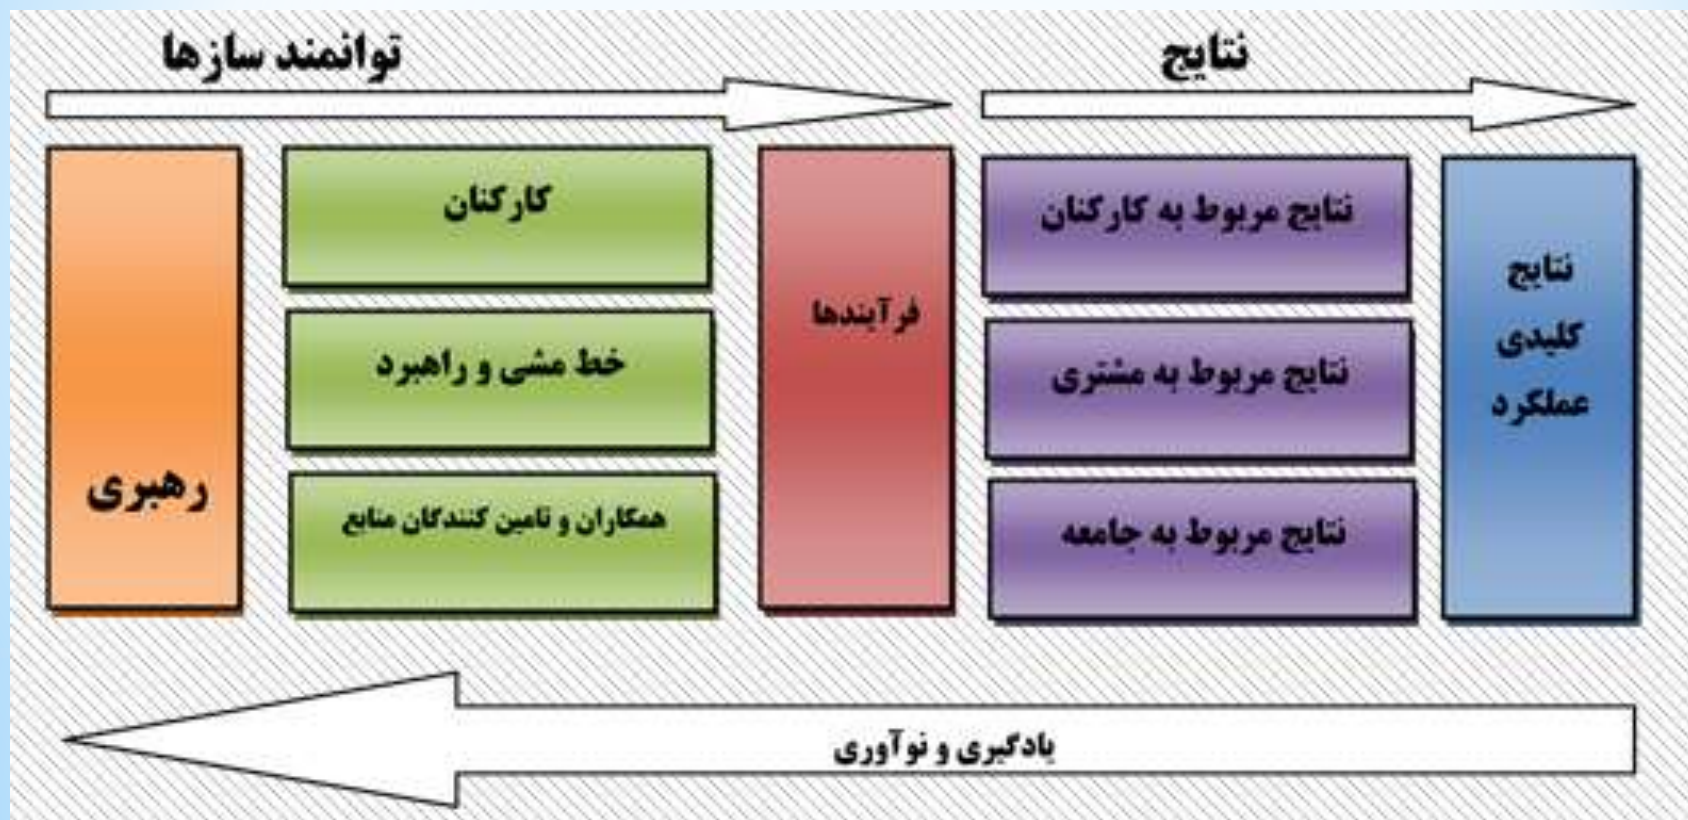 توانمند سازها
نتایج
رهبری
کارکنان
خط مشی و راهبرد
همکاران و تامین کنندگان منابع
فرآیندها
نتایج مربوط به کارکنان
نتایج مربوط به مشتری
نتایج مربوط به جامعه
نتایج
کلیدی
عملکرد
یادگیری و نوآوری